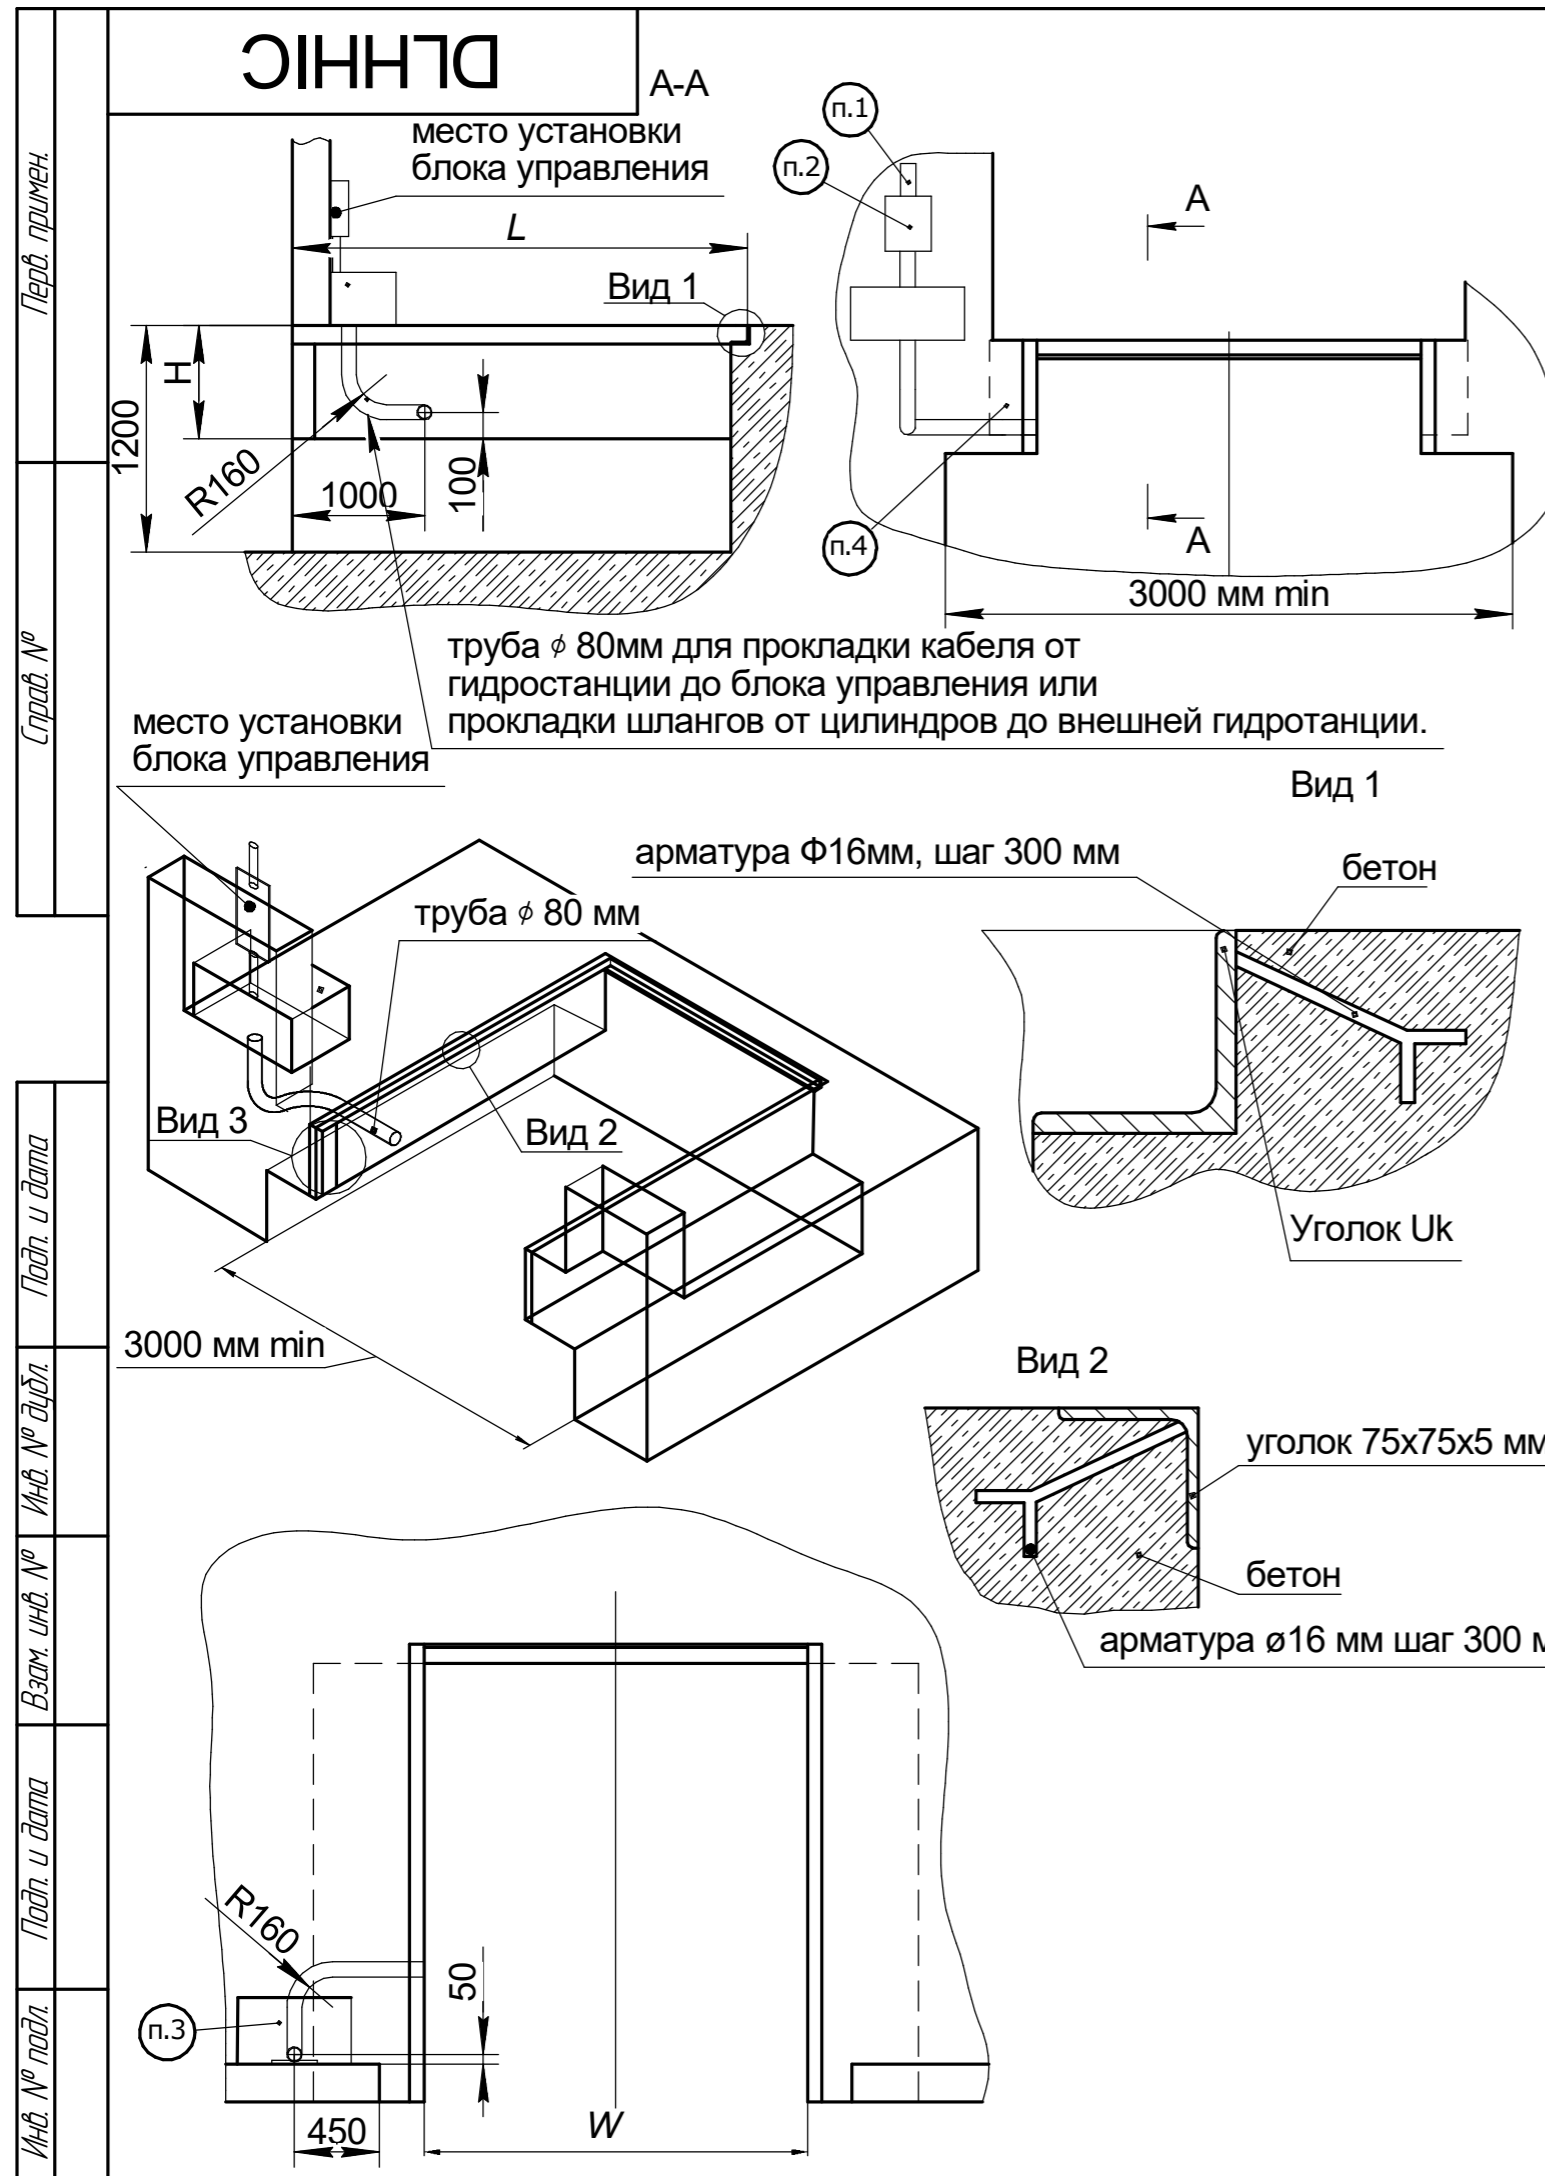 DLHHIC
А-А
место установки
блока управления
L
Вид 1
H
1200
R160
1000
100
п.1
п.2
п.4
А
А
3000 мм min
труба ϕ 80мм для прокладки кабеля от
гидростанции до блока управления или
прокладки шлангов от цилиндров до внешней гидротанции.
место установки
блока управления
труба ϕ 80 мм
Вид 3
Вид 2
3000 мм min
Вид 1
арматура Ф16мм, шаг 300 мм
бетон
Уголок Uk
Вид 2
уголок 75х75х5 мм
бетон
арматура ø16 мм шаг 300 м
R160
п.3
50
450
W
Перв. примен.
Справ. №
Подп. и дата
Инв. № дубл.
Взам. инв. №
Подп. и дата
Инв. № подл.